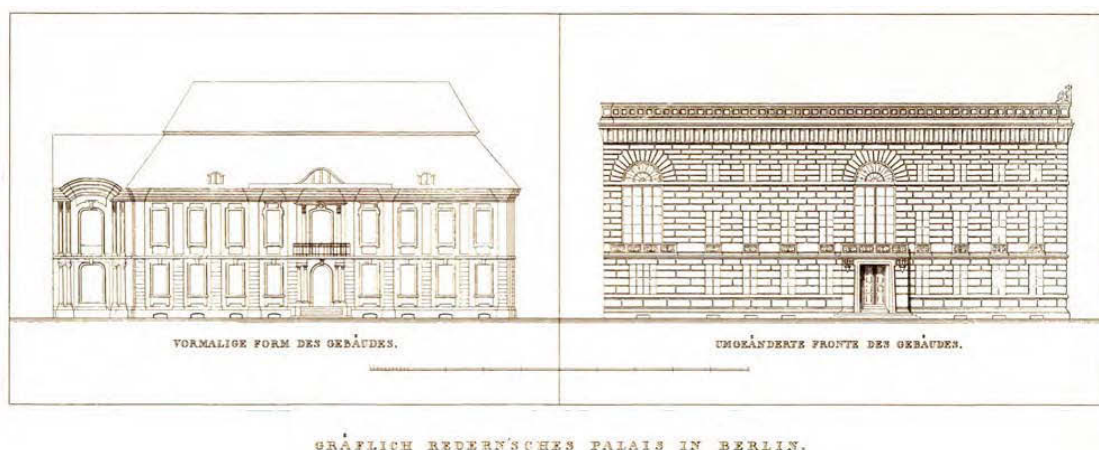 VORMALIGE FORM DES GEBÄUDES.
UMGEÄNDERTE FRONTE DES GEBÄUDES.
GRÄFLICH REDERN'SCHES PALAIS IN BERLIN.